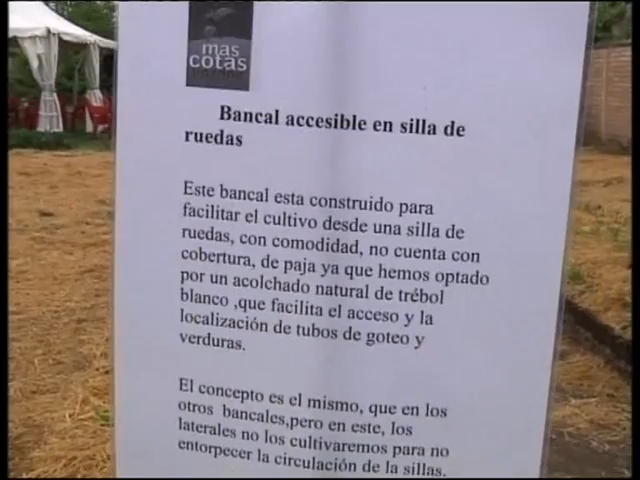 mas
cotas
Bancal accesible en silla de
ruedas
Este bancal esta construido para
facilitar el cultivo desde una silla de
ruedas, con comodidad, no cuenta con
cobertura, de paja ya que hemos optado
por un acolchado natural de trébol
blanco ,que facilita el acceso y la
localización de tubos de goteo y
verduras.
El concepto es el mismo, que en los
otros bancales,pero en este, los
laterales no los cultivaremos para no
entorpecer la circulación de la sillas.